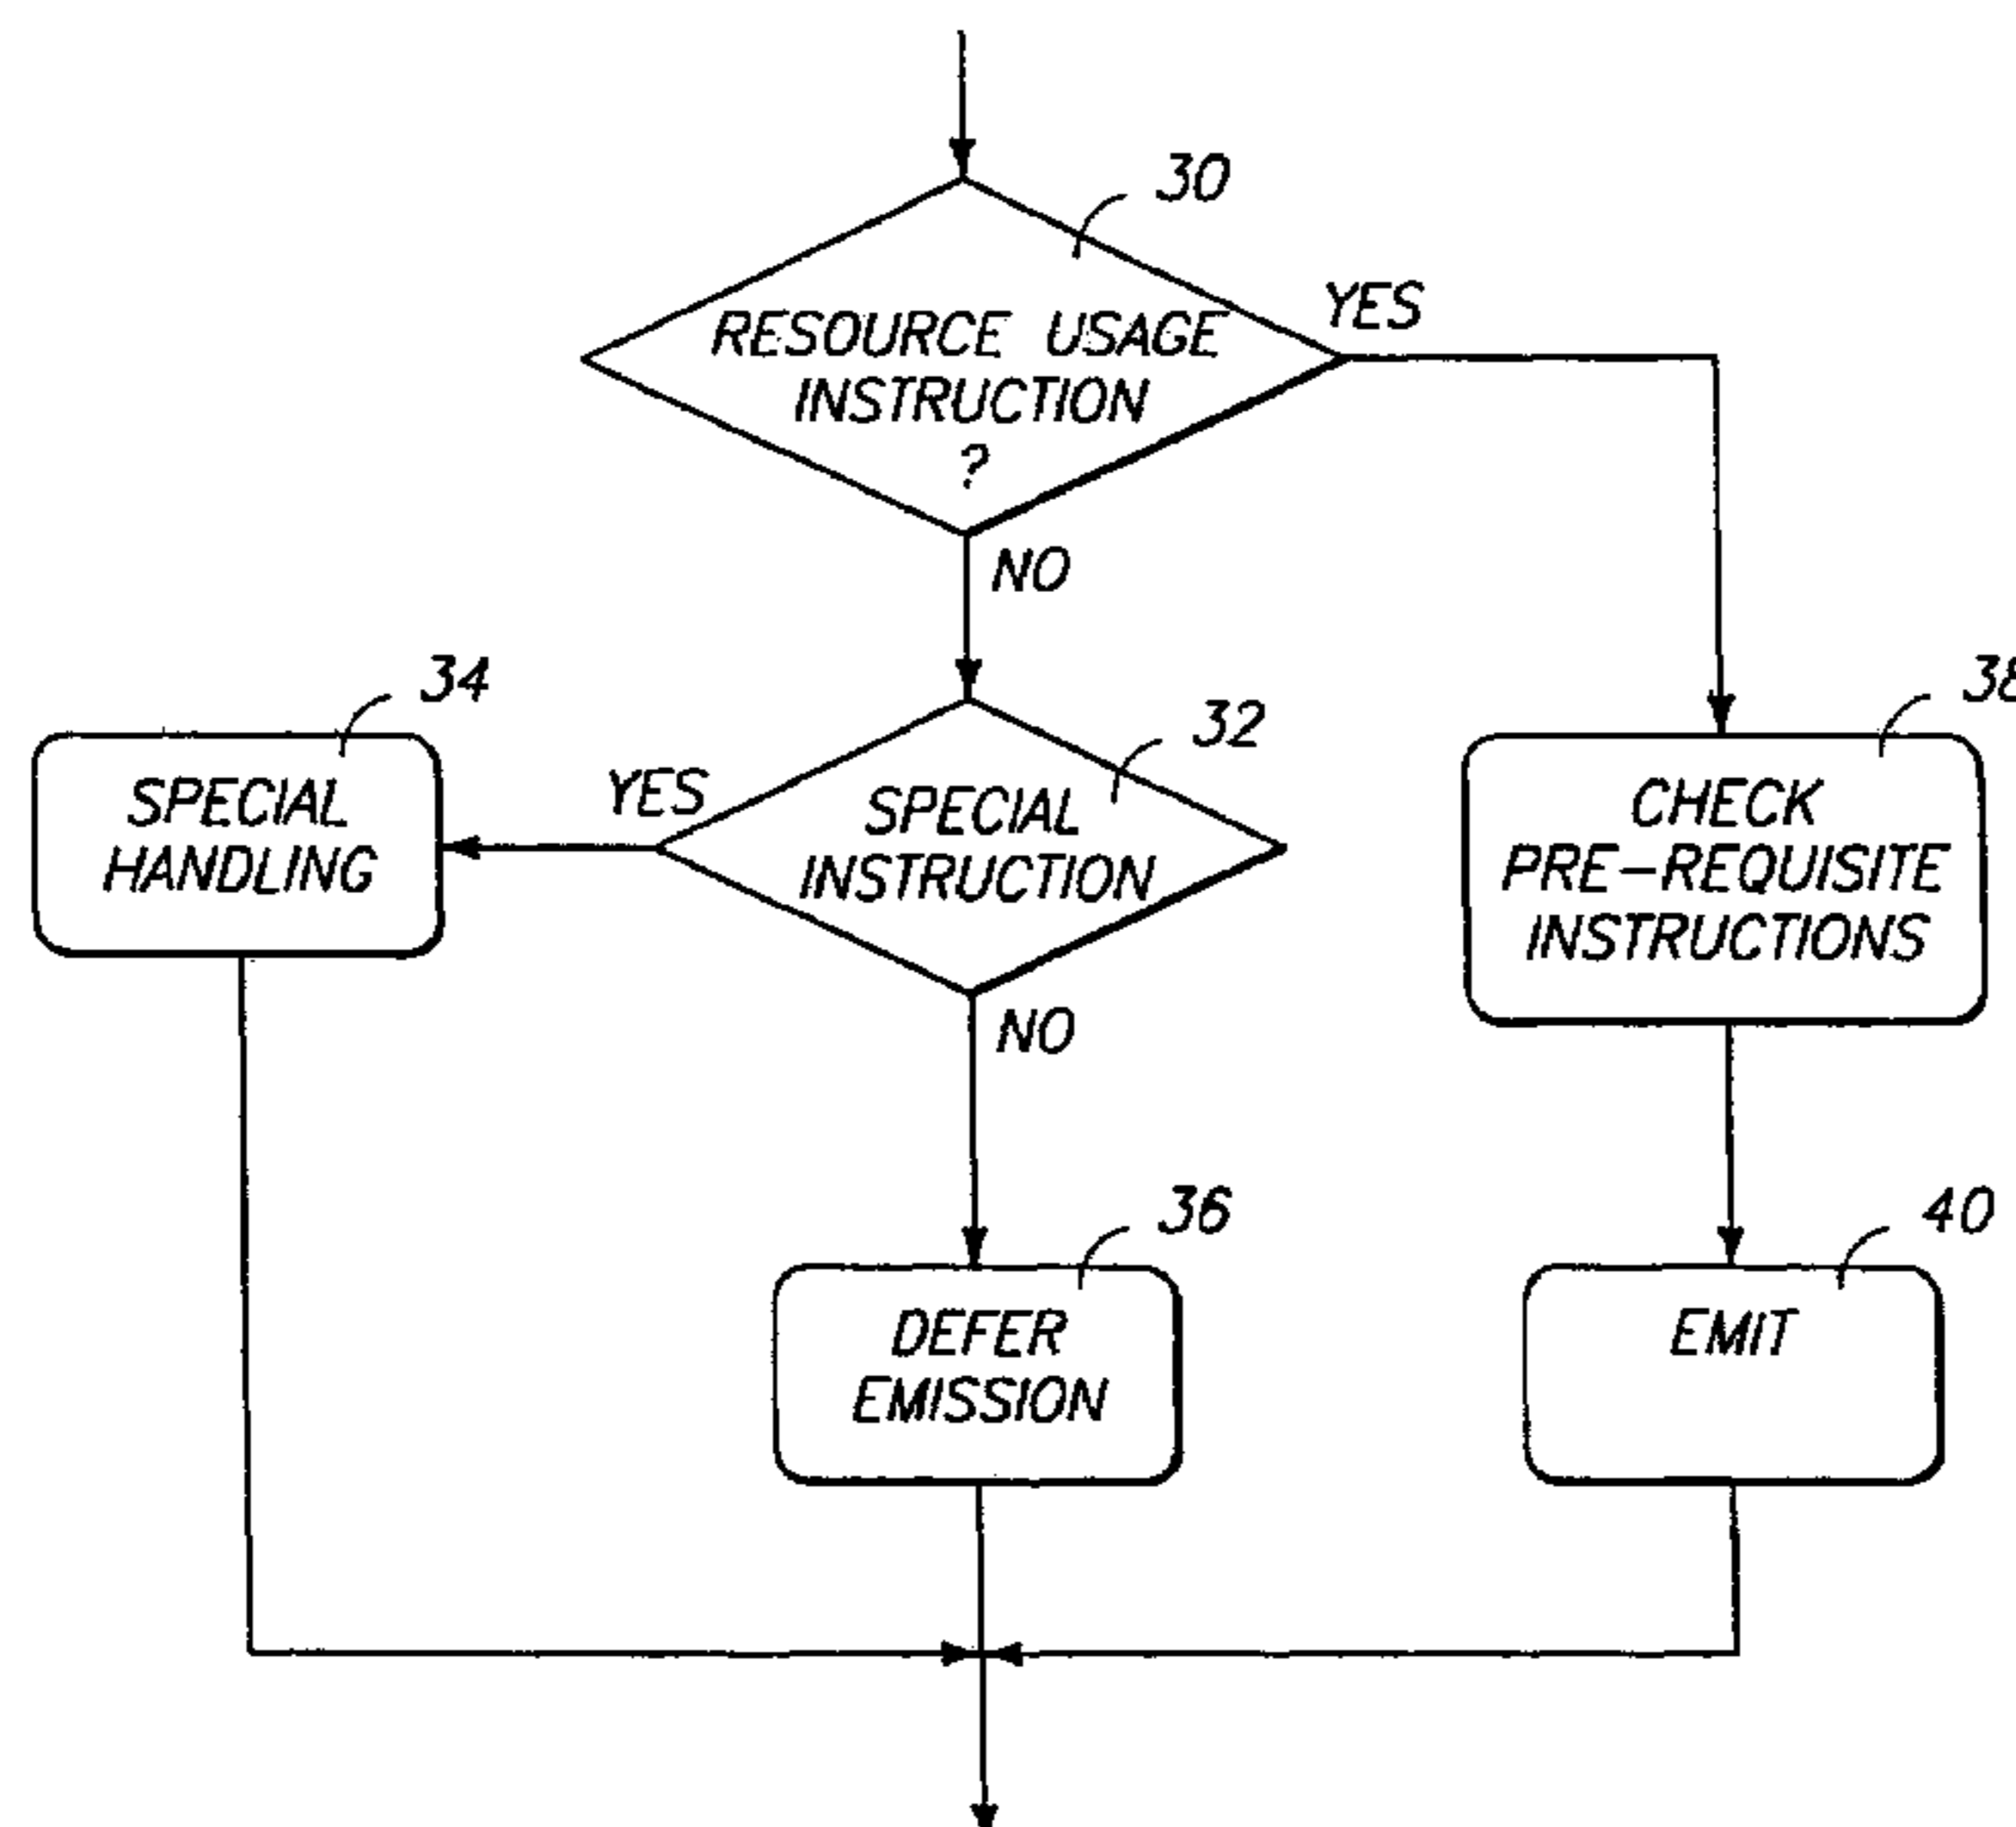 30
RESOURCE USAGE
INSTRUCTION
?
YES
NO
34
SPECIAL
HANDLING
YES
32
SPECIAL
INSTRUCTION
NO
38
CHECK
PRE-REQUISITE
INSTRUCTIONS
36
DEFER
EMISSION
40
EMIT